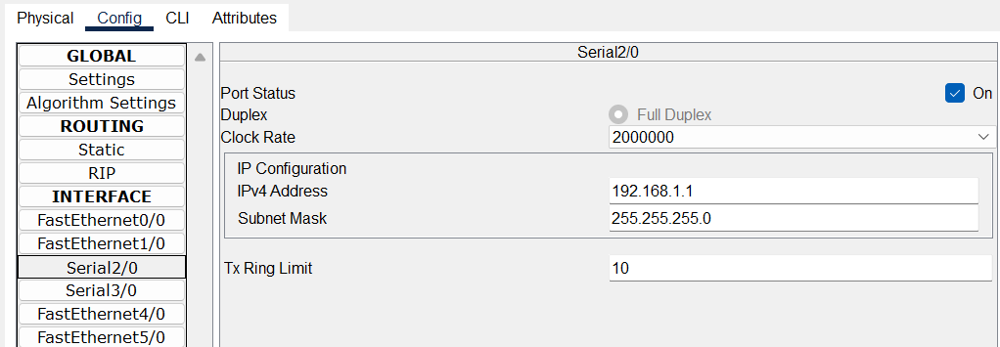 Physical Config CLI Attributes
GLOBAL
Settings
Algorithm Settings
ROUTING
Static
RIP
INTERFACE
FastEthernet0/0
FastEthernet1/0
Serial2/0
Serial3/0
FastEthernet4/0
FastEthernet5/0
Serial2/0
Port Status On
Duplex Full Duplex
Clock Rate 2000000
IP Configuration
IPv4 Address 192.168.1.1
Subnet Mask 255.255.255.0
Tx Ring Limit 10